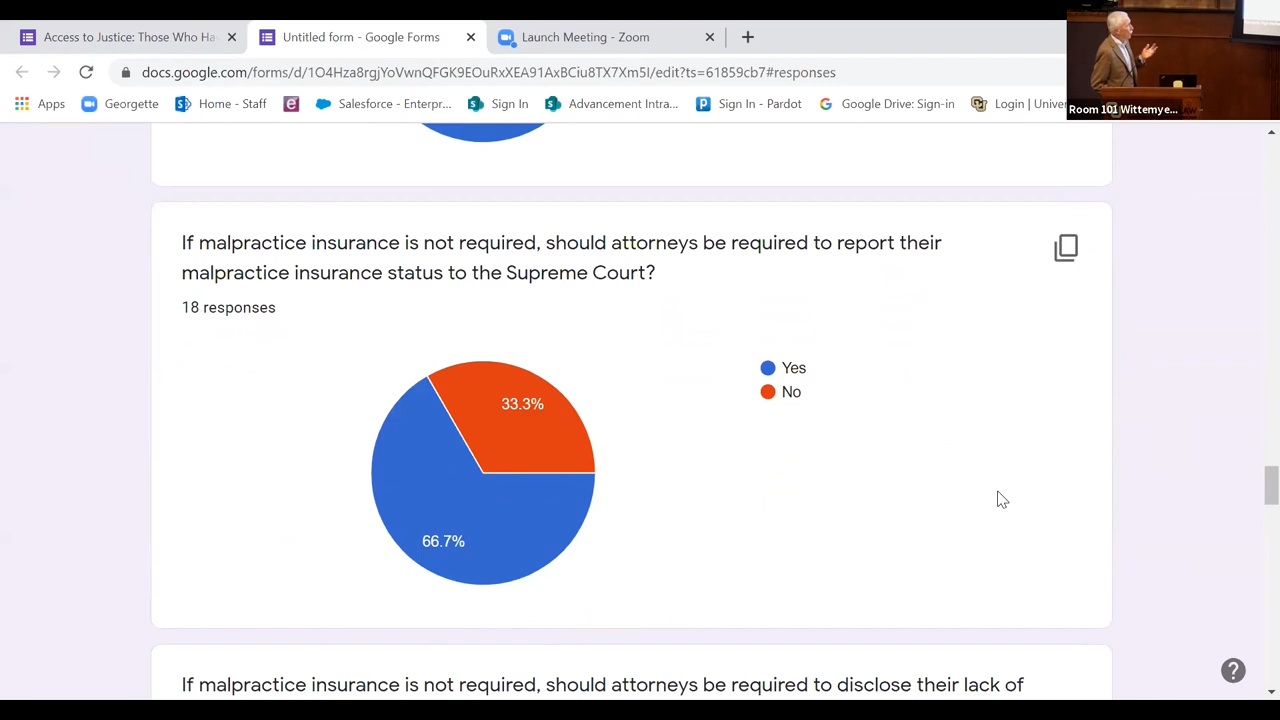 Access to Justice: Those Who Ha
Untitled form - Google Forms
Launch Meeting - Zoom
docs.google.com/forms/d/1O4Hza8rgjYoVwnQFGK9EOuRxXEA91AxBCiu8TX7Xm5I/edit?ts=61859cb7#responses
Apps
Georgette
Home - Staff
Salesforce - Enterpr...
Sign In
Advancement Intra...
Sign In - Pardot
Google Drive: Sign-in
Login | Univer
Room 101 Wittemye...
If malpractice insurance is not required, should attorneys be required to report their
malpractice insurance status to the Supreme Court?
18 responses
Yes
No
33.3%
66.7%
If malpractice insurance is not required, should attorneys be required to disclose their lack of